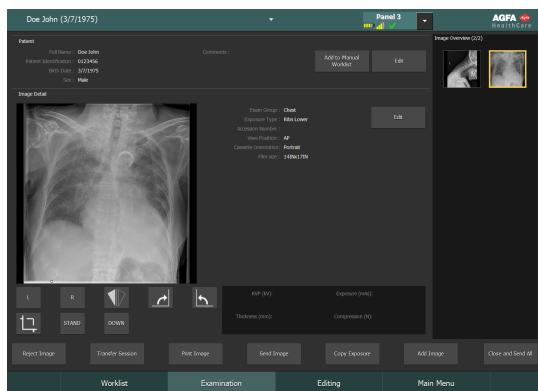 Doe John (3/7/1975)
Panel 3
AGFA
HealthCare
Patient
Full Name : Doe John
Patient Identification : 0123456
Birth Date : 3/7/1975
Sex : Male
Comments :
Add to Manual Worklist
Edit
Image Overview (2/2)
Image Detail
Exam Group : Chest
Exposure Type : Ribs Lower
Accession Number :
View Position : AP
Cassette Orientation : Portrait
Film size : 14INx17IN
Edit
L
R
STAND
DOWN
KVP (kV):
Exposure (mAs):
Thickness (mm):
Compression (N):
Reject Image
Transfer Session
Print Image
Send Image
Copy Exposure
Add Image
Close and Send All
Worklist
Examination
Editing
Main Menu